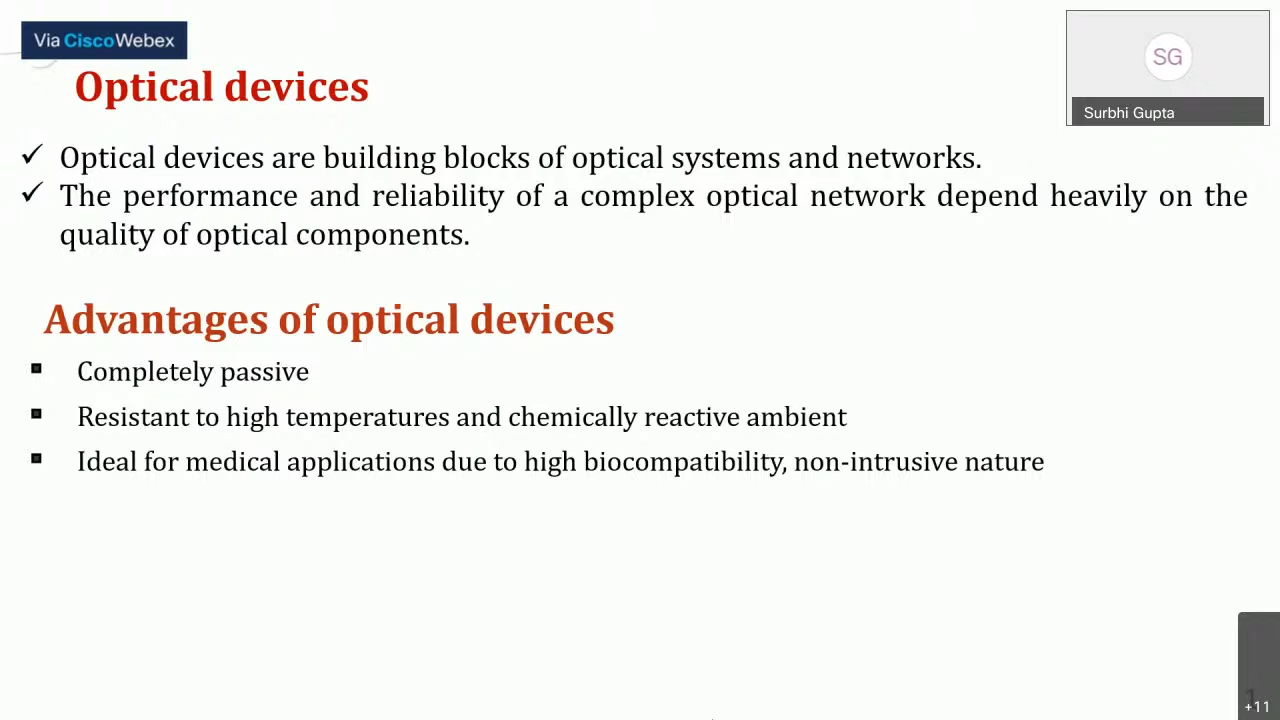 Via CiscoWebex
SG
Surbhi Gupta
Optical devices
✓ Optical devices are building blocks of optical systems and networks.
✓ The performance and reliability of a complex optical network depend heavily on the
quality of optical components.
Advantages of optical devices
▪ Completely passive
▪ Resistant to high temperatures and chemically reactive ambient
▪ Ideal for medical applications due to high biocompatibility, non-intrusive nature
1
+11